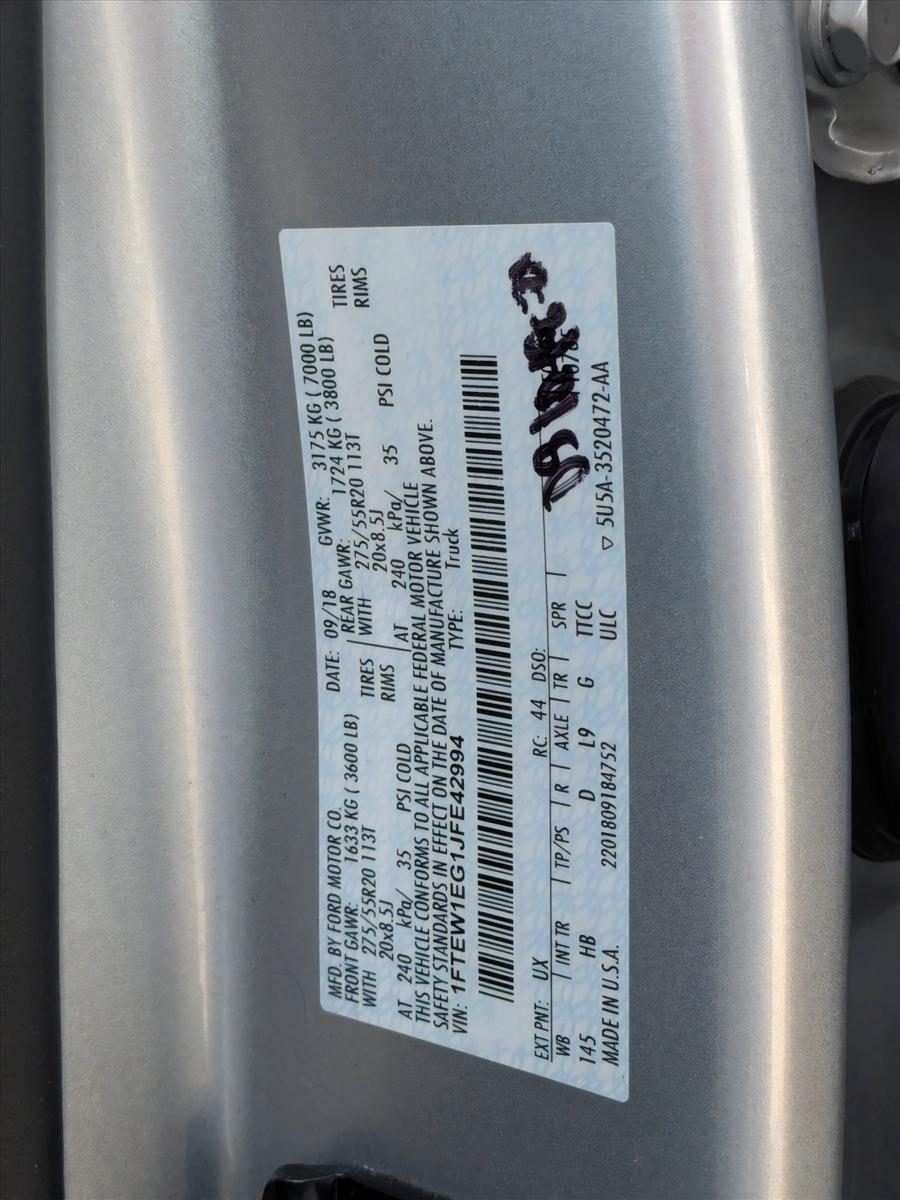 MFD. BY FORD MOTOR CO. DATE: 09/18 GVWR: 3175 KG ( 7000 LB)
FRONT GAWR: 1633 KG ( 3600 LB) REAR GAWR: 1724 KG ( 3800 LB)
WITH 275/55R20 113T TIRES WITH 275/55R20 113T TIRES
20x8.5J RIMS 20x8.5J RIMS
AT 240 kPa/ 35 PSI COLD AT 240 kPa/ 35 PSI COLD
THIS VEHICLE CONFORMS TO ALL APPLICABLE FEDERAL MOTOR VEHICLE
SAFETY STANDARDS IN EFFECT ON THE DATE OF MANUFACTURE SHOWN ABOVE.
VIN: 1FTEW1EG1JFE42994 TYPE: Truck
EXT PNT: UX RC: 44 DSO:
WB INT TR TP/PS R AXLE TR SPR
145 HB D L9 G TTCC
MADE IN U.S.A. 2201809184752 ULC ▽ 5U5A-3520472-AA